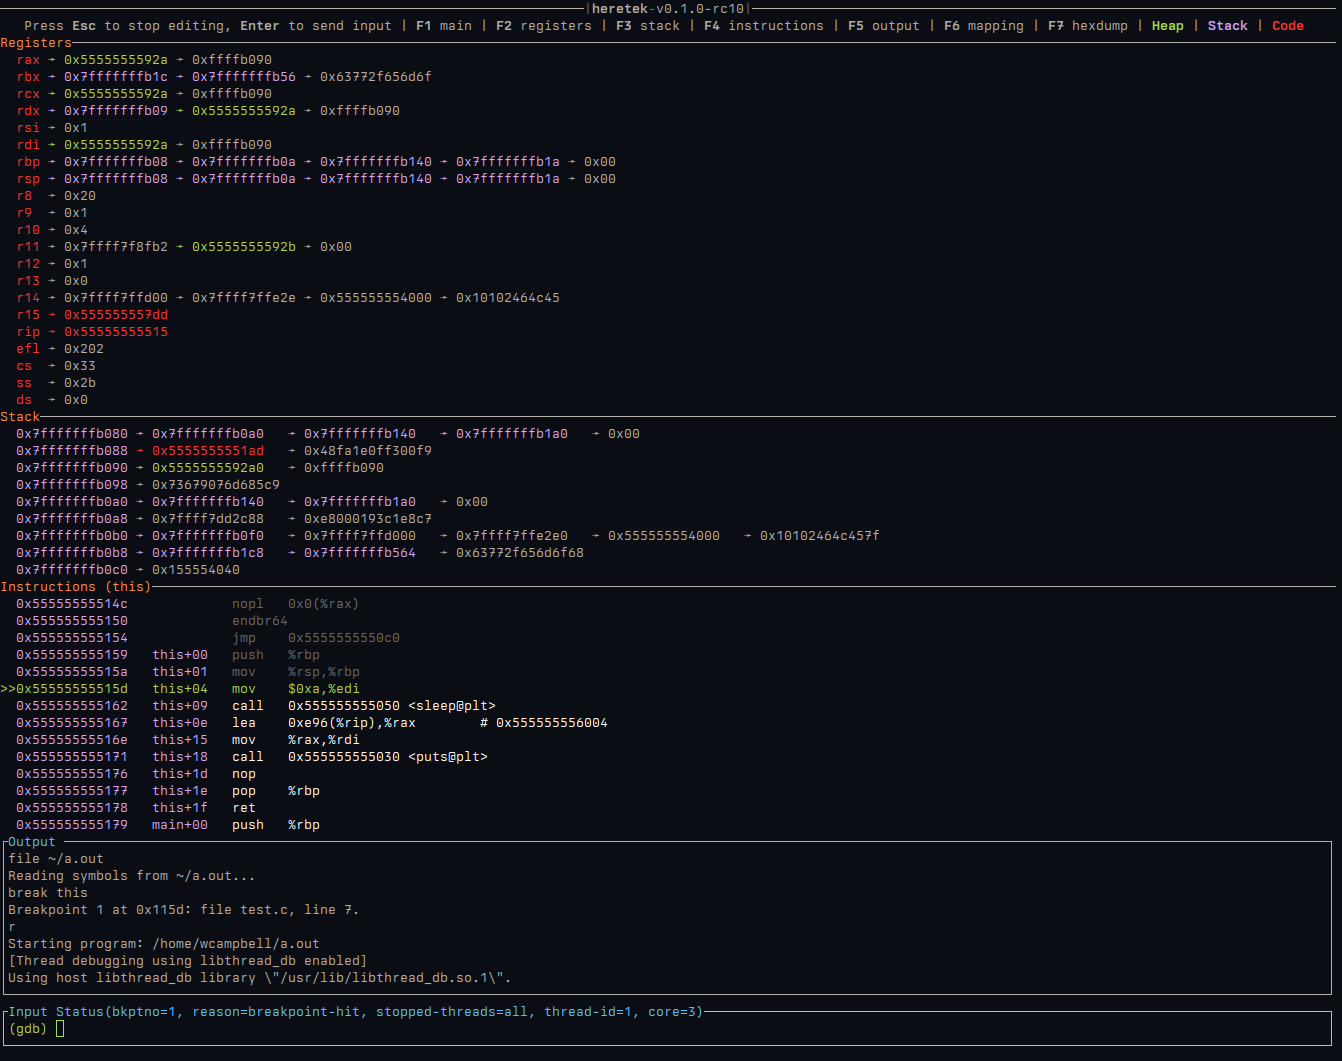 |heretek-v0.1.0-rc10|
Press Esc to stop editing, Enter to send input | F1 main | F2 registers | F3 stack | F4 instructions | F5 output | F6 mapping | F7 hexdump | Heap | Stack | Code
Registers
rax → 0x5555555592a → 0xffffb090
rbx → 0x7fffffffb1c → 0x7fffffffb56 → 0x63772f656d6f
rcx → 0x5555555592a → 0xffffb090
rdx → 0x7fffffffb09 → 0x5555555592a → 0xffffb090
rsi → 0x1
rdi → 0x5555555592a → 0xffffb090
rbp → 0x7fffffffb08 → 0x7fffffffb0a → 0x7fffffffb140 → 0x7fffffffb1a → 0x00
rsp → 0x7fffffffb08 → 0x7fffffffb0a → 0x7fffffffb140 → 0x7fffffffb1a → 0x00
r8 → 0x20
r9 → 0x1
r10 → 0x4
r11 → 0x7ffff7f8fb2 → 0x5555555592b → 0x00
r12 → 0x1
r13 → 0x0
r14 → 0x7ffff7ffd00 → 0x7ffff7ffe2e → 0x555555554000 → 0x10102464c45
r15 → 0x555555557dd
rip → 0x55555555515
efl → 0x202
cs → 0x33
ss → 0x2b
ds → 0x0
Stack
0x7fffffffb080 → 0x7fffffffb0a0 → 0x7fffffffb140 → 0x7fffffffb1a0 → 0x00
0x7fffffffb088 → 0x5555555551ad → 0x48fa1e0ff300f9
0x7fffffffb090 → 0x5555555592a0 → 0xffffb090
0x7fffffffb098 → 0x73679076d685c9
0x7fffffffb0a0 → 0x7fffffffb140 → 0x7fffffffb1a0 → 0x00
0x7fffffffb0a8 → 0x7ffff7dd2c88 → 0xe8000193c1e8c7
0x7fffffffb0b0 → 0x7fffffffb0f0 → 0x7ffff7ffd000 → 0x7ffff7ffe2e0 → 0x555555554000 → 0x10102464c457f
0x7fffffffb0b8 → 0x7fffffffb1c8 → 0x7fffffffb564 → 0x63772f656d6f68
0x7fffffffb0c0 → 0x155554040
Instructions (this)
0x55555555514c nopl 0x0(%rax)
0x555555555150 endbr64
0x555555555154 jmp 0x5555555550c0
0x555555555159 this+00 push %rbp
0x55555555515a this+01 mov %rsp,%rbp
>>0x55555555515d this+04 mov $0xa,%edi
0x555555555162 this+09 call 0x555555555050 <sleep@plt>
0x555555555167 this+0e lea 0xe96(%rip),%rax # 0x555555556004
0x55555555516e this+15 mov %rax,%rdi
0x555555555171 this+18 call 0x555555555030 <puts@plt>
0x555555555176 this+1d nop
0x555555555177 this+1e pop %rbp
0x555555555178 this+1f ret
0x555555555179 main+00 push %rbp
Output
file ~/a.out
Reading symbols from ~/a.out...
break this
Breakpoint 1 at 0x115d: file test.c, line 7.
r
Starting program: /home/wcampbell/a.out
[Thread debugging using libthread_db enabled]
Using host libthread_db library \"/usr/lib/libthread_db.so.1\".
Input Status(bkptno=1, reason=breakpoint-hit, stopped-threads=all, thread-id=1, core=3)
(gdb)